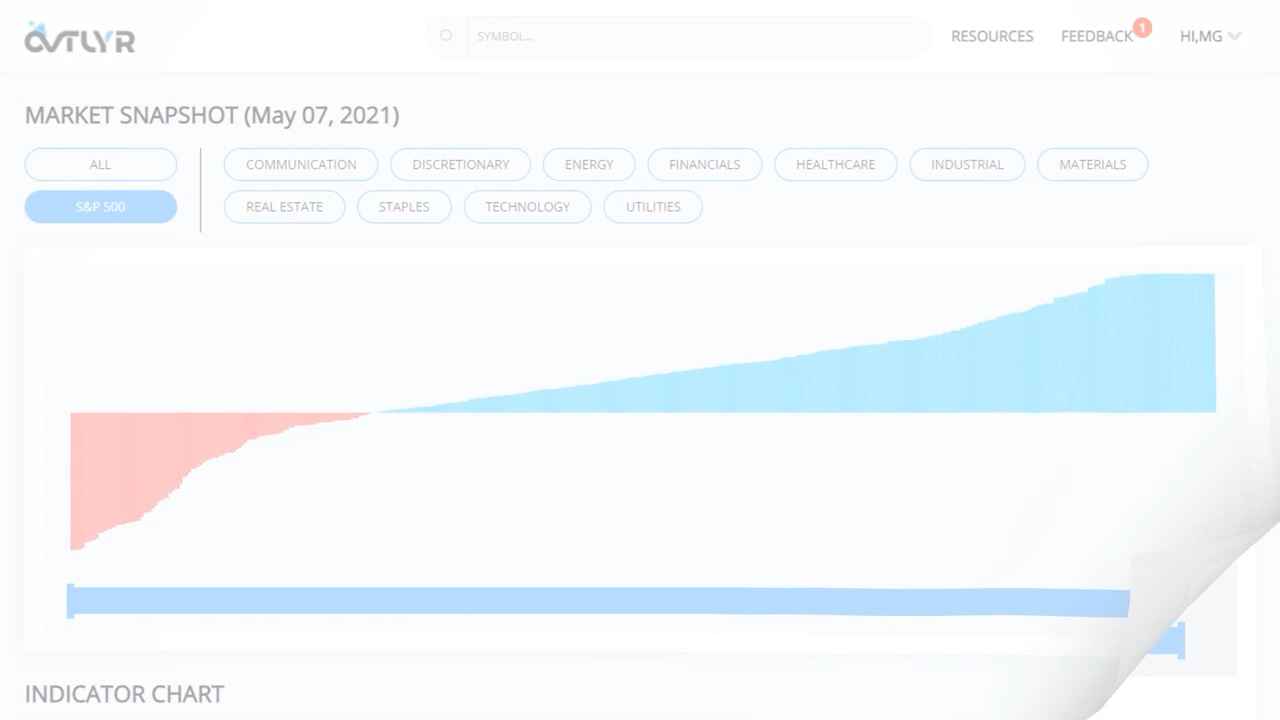 OVTLYR
SYMBOL...
RESOURCES
FEEDBACK
1
HI,MG
MARKET SNAPSHOT (May 07, 2021)
ALL
COMMUNICATION
DISCRETIONARY
ENERGY
FINANCIALS
HEALTHCARE
INDUSTRIAL
MATERIALS
S&P 500
REAL ESTATE
STAPLES
TECHNOLOGY
UTILITIES
INDICATOR CHART